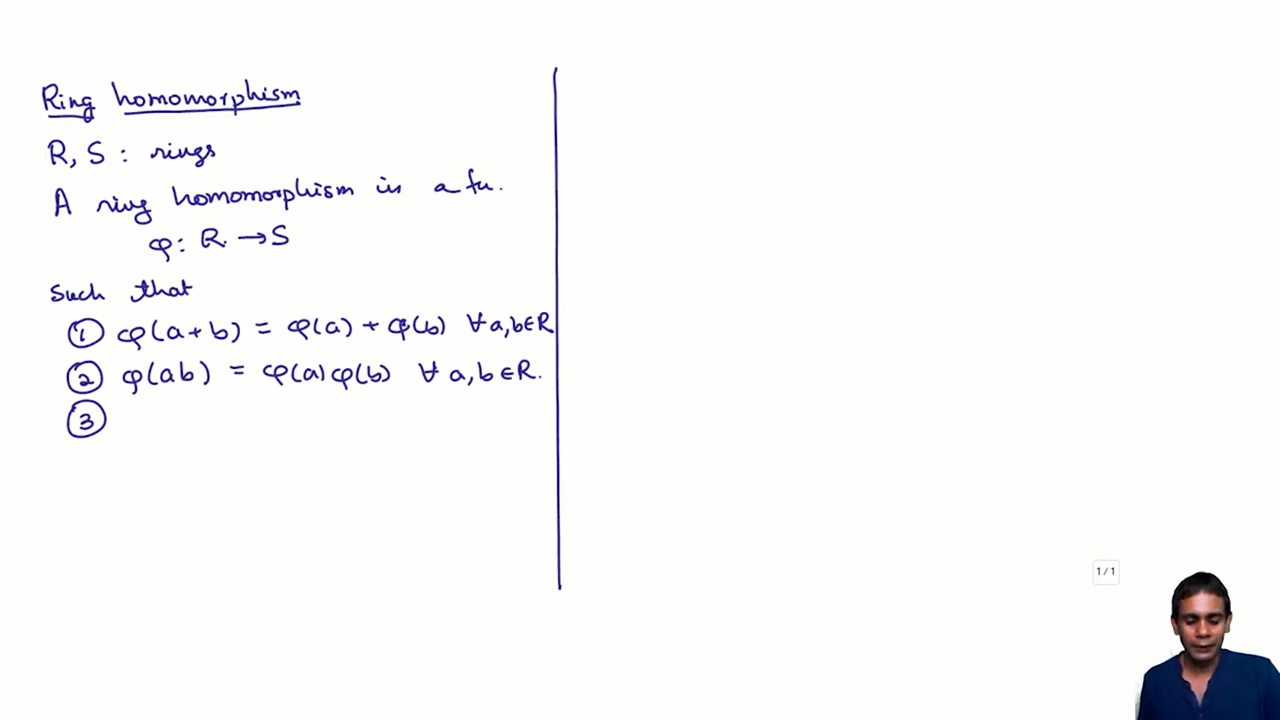 Ring homomorphism
R, S : rings
A ring homomorphism is a fn.
φ: R → S
Such that
① φ(a+b) = φ(a) + φ(b) ∀ a,b∈R
② φ(ab) = φ(a)φ(b) ∀ a,b ∈R.
③
1 / 1